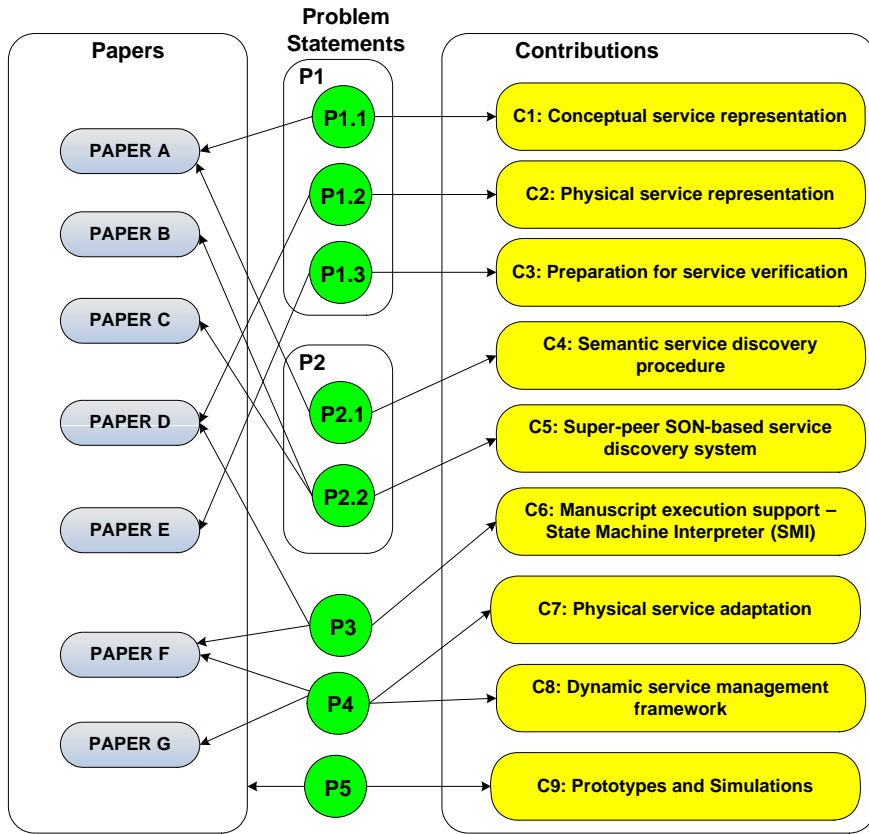 Papers
PAPER A
PAPER B
PAPER C
PAPER D
PAPER E
PAPER F
PAPER G
Problem
Statements
P1
P1.1
P1.2
P1.3
P2
P2.1
P2.2
P3
P4
P5
Contributions
C1: Conceptual service representation
C2: Physical service representation
C3: Preparation for service verification
C4: Semantic service discovery
procedure
C5: Super-peer SON-based service
discovery system
C6: Manuscript execution support –
State Machine Interpreter (SMI)
C7: Physical service adaptation
C8: Dynamic service management
framework
C9: Prototypes and Simulations